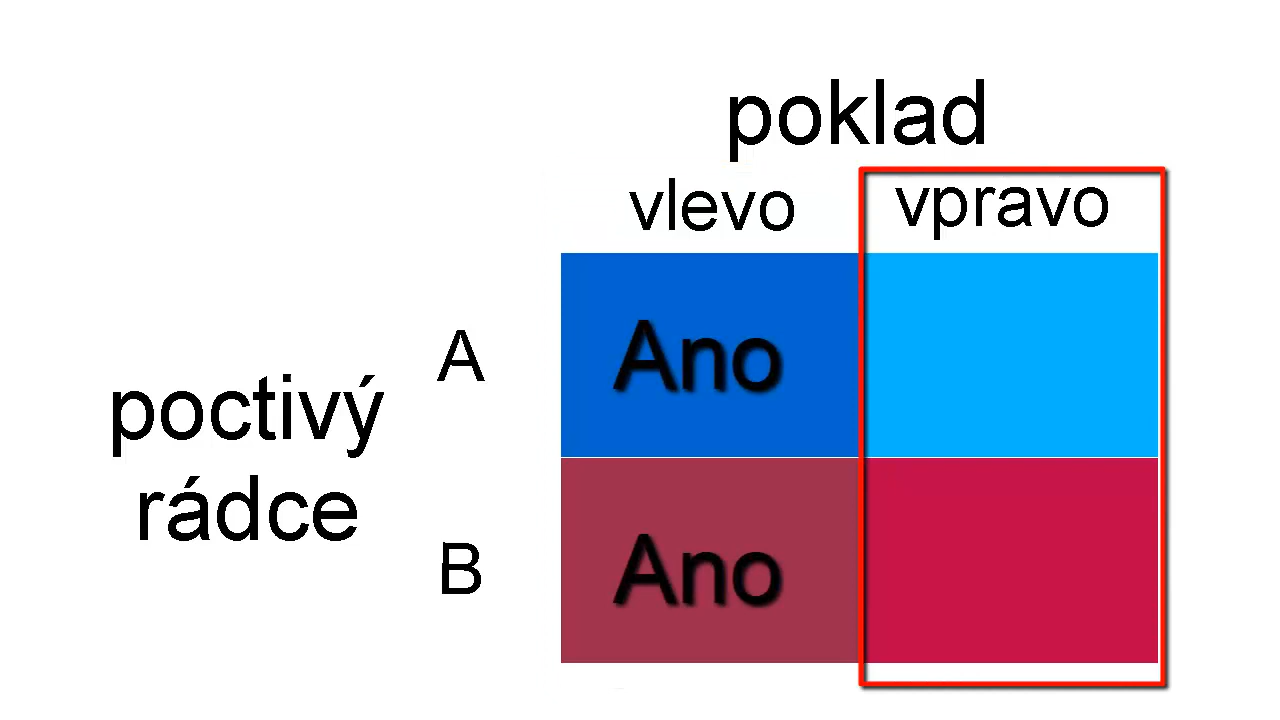 poklad
vlevo vpravo
A Ano
poctivý
rádce
B Ano